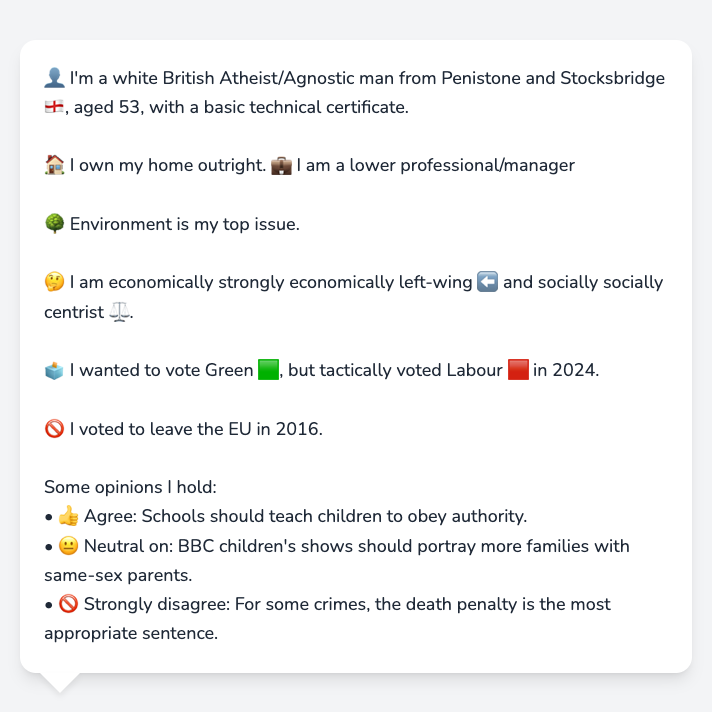 👤 I'm a white British Atheist/Agnostic man from Penistone and Stocksbridge
🏴󠁧󠁢󠁥󠁮󠁧󠁿, aged 53, with a basic technical certificate.
🏠 I own my home outright. 💼 I am a lower professional/manager
🌳 Environment is my top issue.
🤔 I am economically strongly economically left-wing ⬅️ and socially socially
centrist ⚖️.
🗳️ I wanted to vote Green 🟩, but tactically voted Labour 🟥 in 2024.
🚫 I voted to leave the EU in 2016.
Some opinions I hold:
• 👍 Agree: Schools should teach children to obey authority.
• 😐 Neutral on: BBC children's shows should portray more families with
same-sex parents.
• 🚫 Strongly disagree: For some crimes, the death penalty is the most
appropriate sentence.